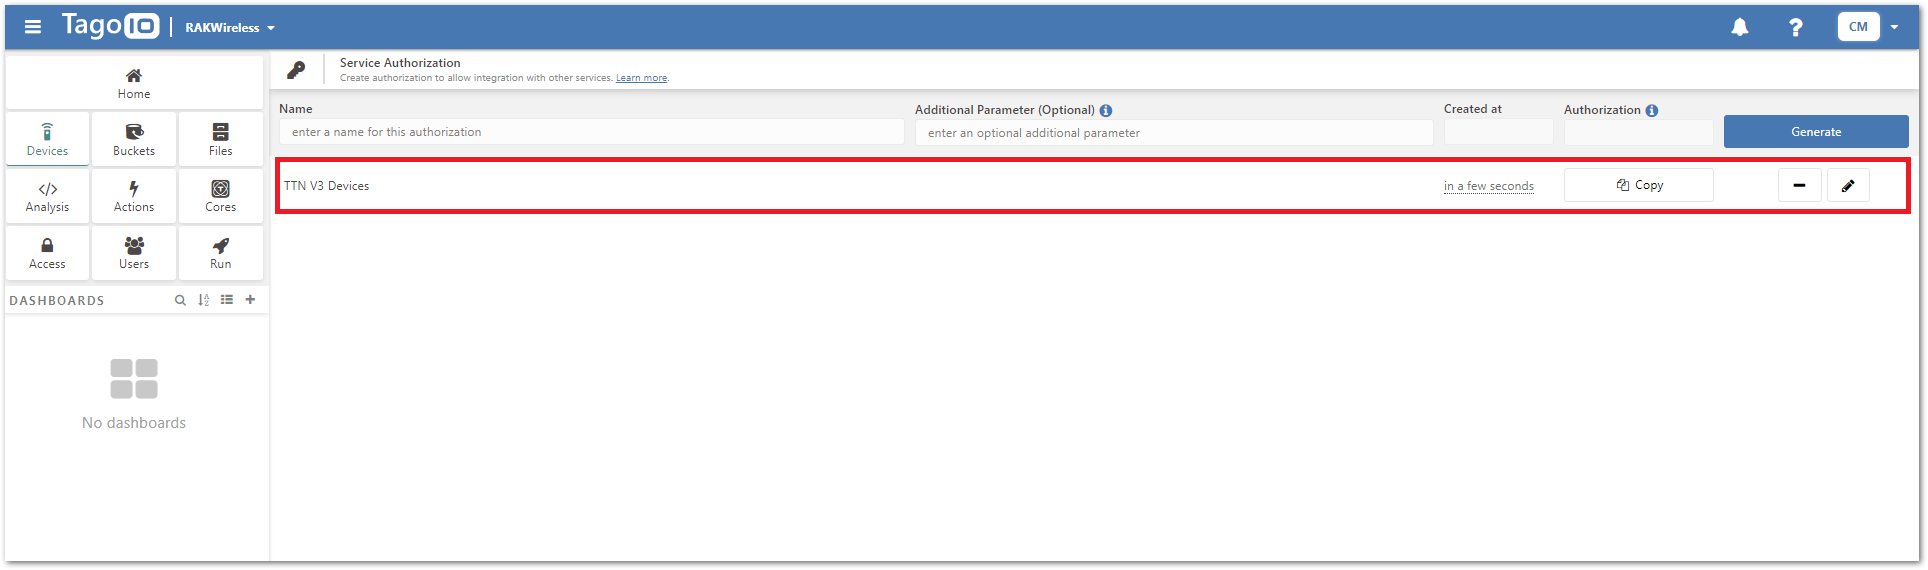 Tago IO RAKWireless CM
Service Authorization
Create authorization to allow integration with other services. Learn more.
Home
Devices Buckets Files
Analysis Actions Cores
Access Users Run
DASHBOARDS
No dashboards
Name Additional Parameter (Optional) Created at Authorization
enter a name for this authorization enter an optional additional parameter Generate
TTN V3 Devices in a few seconds Copy